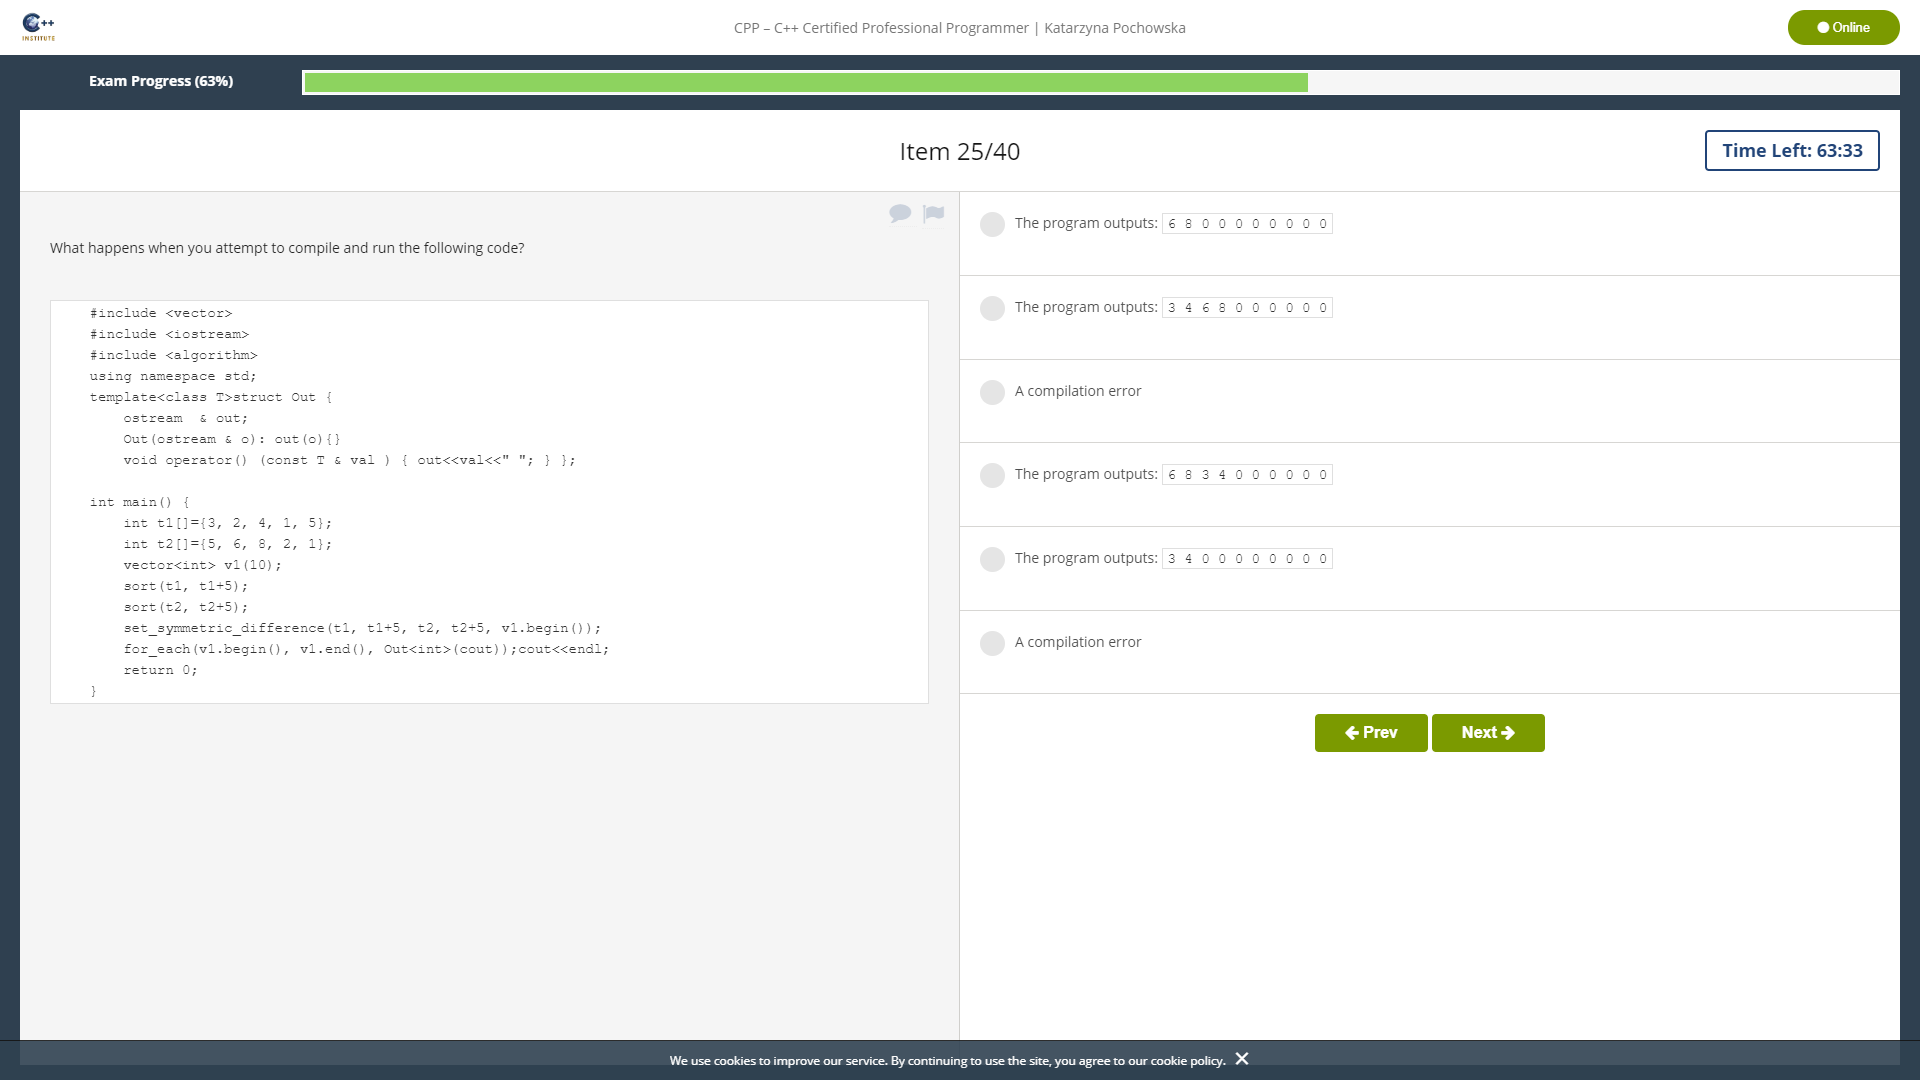 C++
INSTITUTE
CPP – C++ Certified Professional Programmer | Katarzyna Pochowska
Online
Exam Progress (63%)
Item 25/40
Time Left: 63:33
What happens when you attempt to compile and run the following code?
#include <vector>
#include <iostream>
#include <algorithm>
using namespace std;
template<class T>struct Out {
    ostream  & out;
    Out(ostream & o): out(o){}
    void operator() (const T & val ) { out<<val<<" "; } };
int main() {
    int t1[]={3, 2, 4, 1, 5};
    int t2[]={5, 6, 8, 2, 1};
    vector<int> v1(10);
    sort(t1, t1+5);
    sort(t2, t2+5);
    set_symmetric_difference(t1, t1+5, t2, t2+5, v1.begin());
    for_each(v1.begin(), v1.end(), Out<int>(cout));cout<<endl;
    return 0;
}
The program outputs: 6 8 0 0 0 0 0 0 0 0
The program outputs: 3 4 6 8 0 0 0 0 0 0
A compilation error
The program outputs: 6 8 3 4 0 0 0 0 0 0
The program outputs: 3 4 0 0 0 0 0 0 0 0
A compilation error
Prev
Next
We use cookies to improve our service. By continuing to use the site, you agree to our cookie policy.